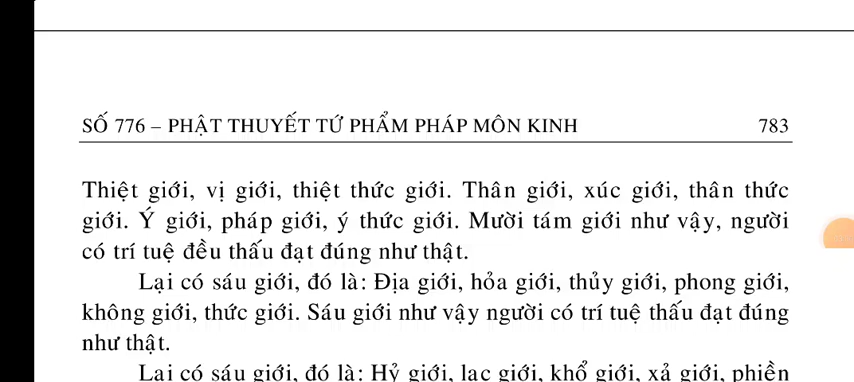 SỐ 776 – PHẬT THUYẾT TỨ PHẨM PHÁP MÔN KINH 783
Thiệt giới, vị giới, thiệt thức giới. Thân giới, xúc giới, thân thức
giới. Ý giới, pháp giới, ý thức giới. Mười tám giới như vậy, người
có trí tuệ đều thấu đạt đúng như thật.
Lại có sáu giới, đó là: Địa giới, hỏa giới, thủy giới, phong giới,
không giới, thức giới. Sáu giới như vậy người có trí tuệ thấu đạt đúng
như thật.
Lại có sáu giới, đó là: Hỷ giới, lạc giới, khổ giới, xả giới, phiền